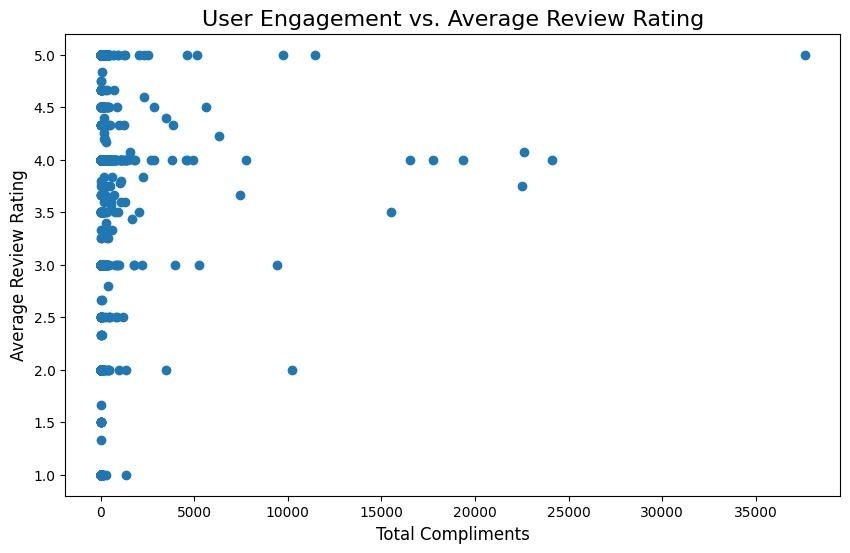 User Engagement vs. Average Review Rating
5.0
4.5
4.0
3.5
3.0
2.5
2.0
1.5
1.0
Average Review Rating
0 5000 10000 15000 20000 25000 30000 35000
Total Compliments